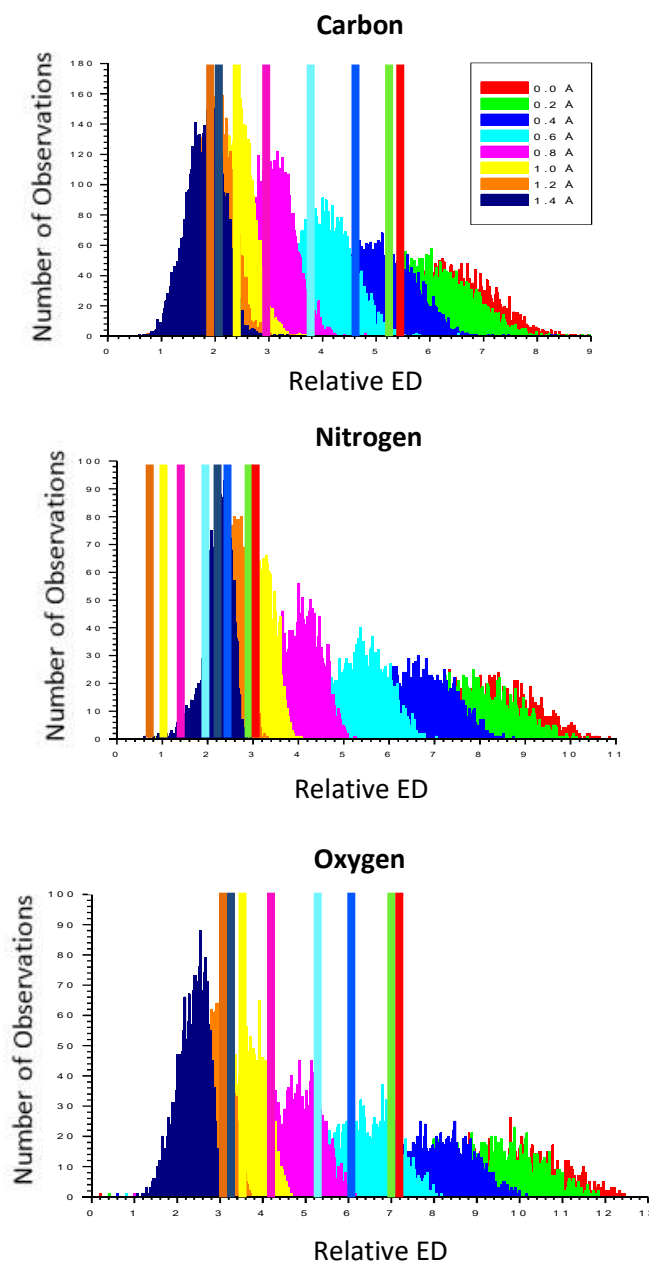 Carbon
Number of Observations
180
160
140
120
100
80
60
40
20
0
0 1 2 3 4 5 6 7 8 9
0.0 A
0.2 A
0.4 A
0.6 A
0.8 A
1.0 A
1.2 A
1.4 A
Relative ED
Nitrogen
Number of Observations
100
90
80
70
60
50
40
30
20
10
0
0 1 2 3 4 5 6 7 8 9 10 11
Relative ED
Oxygen
Number of Observations
100
90
80
70
60
50
40
30
20
10
0
0 1 2 3 4 5 6 7 8 9 10 11 12 13
Relative ED